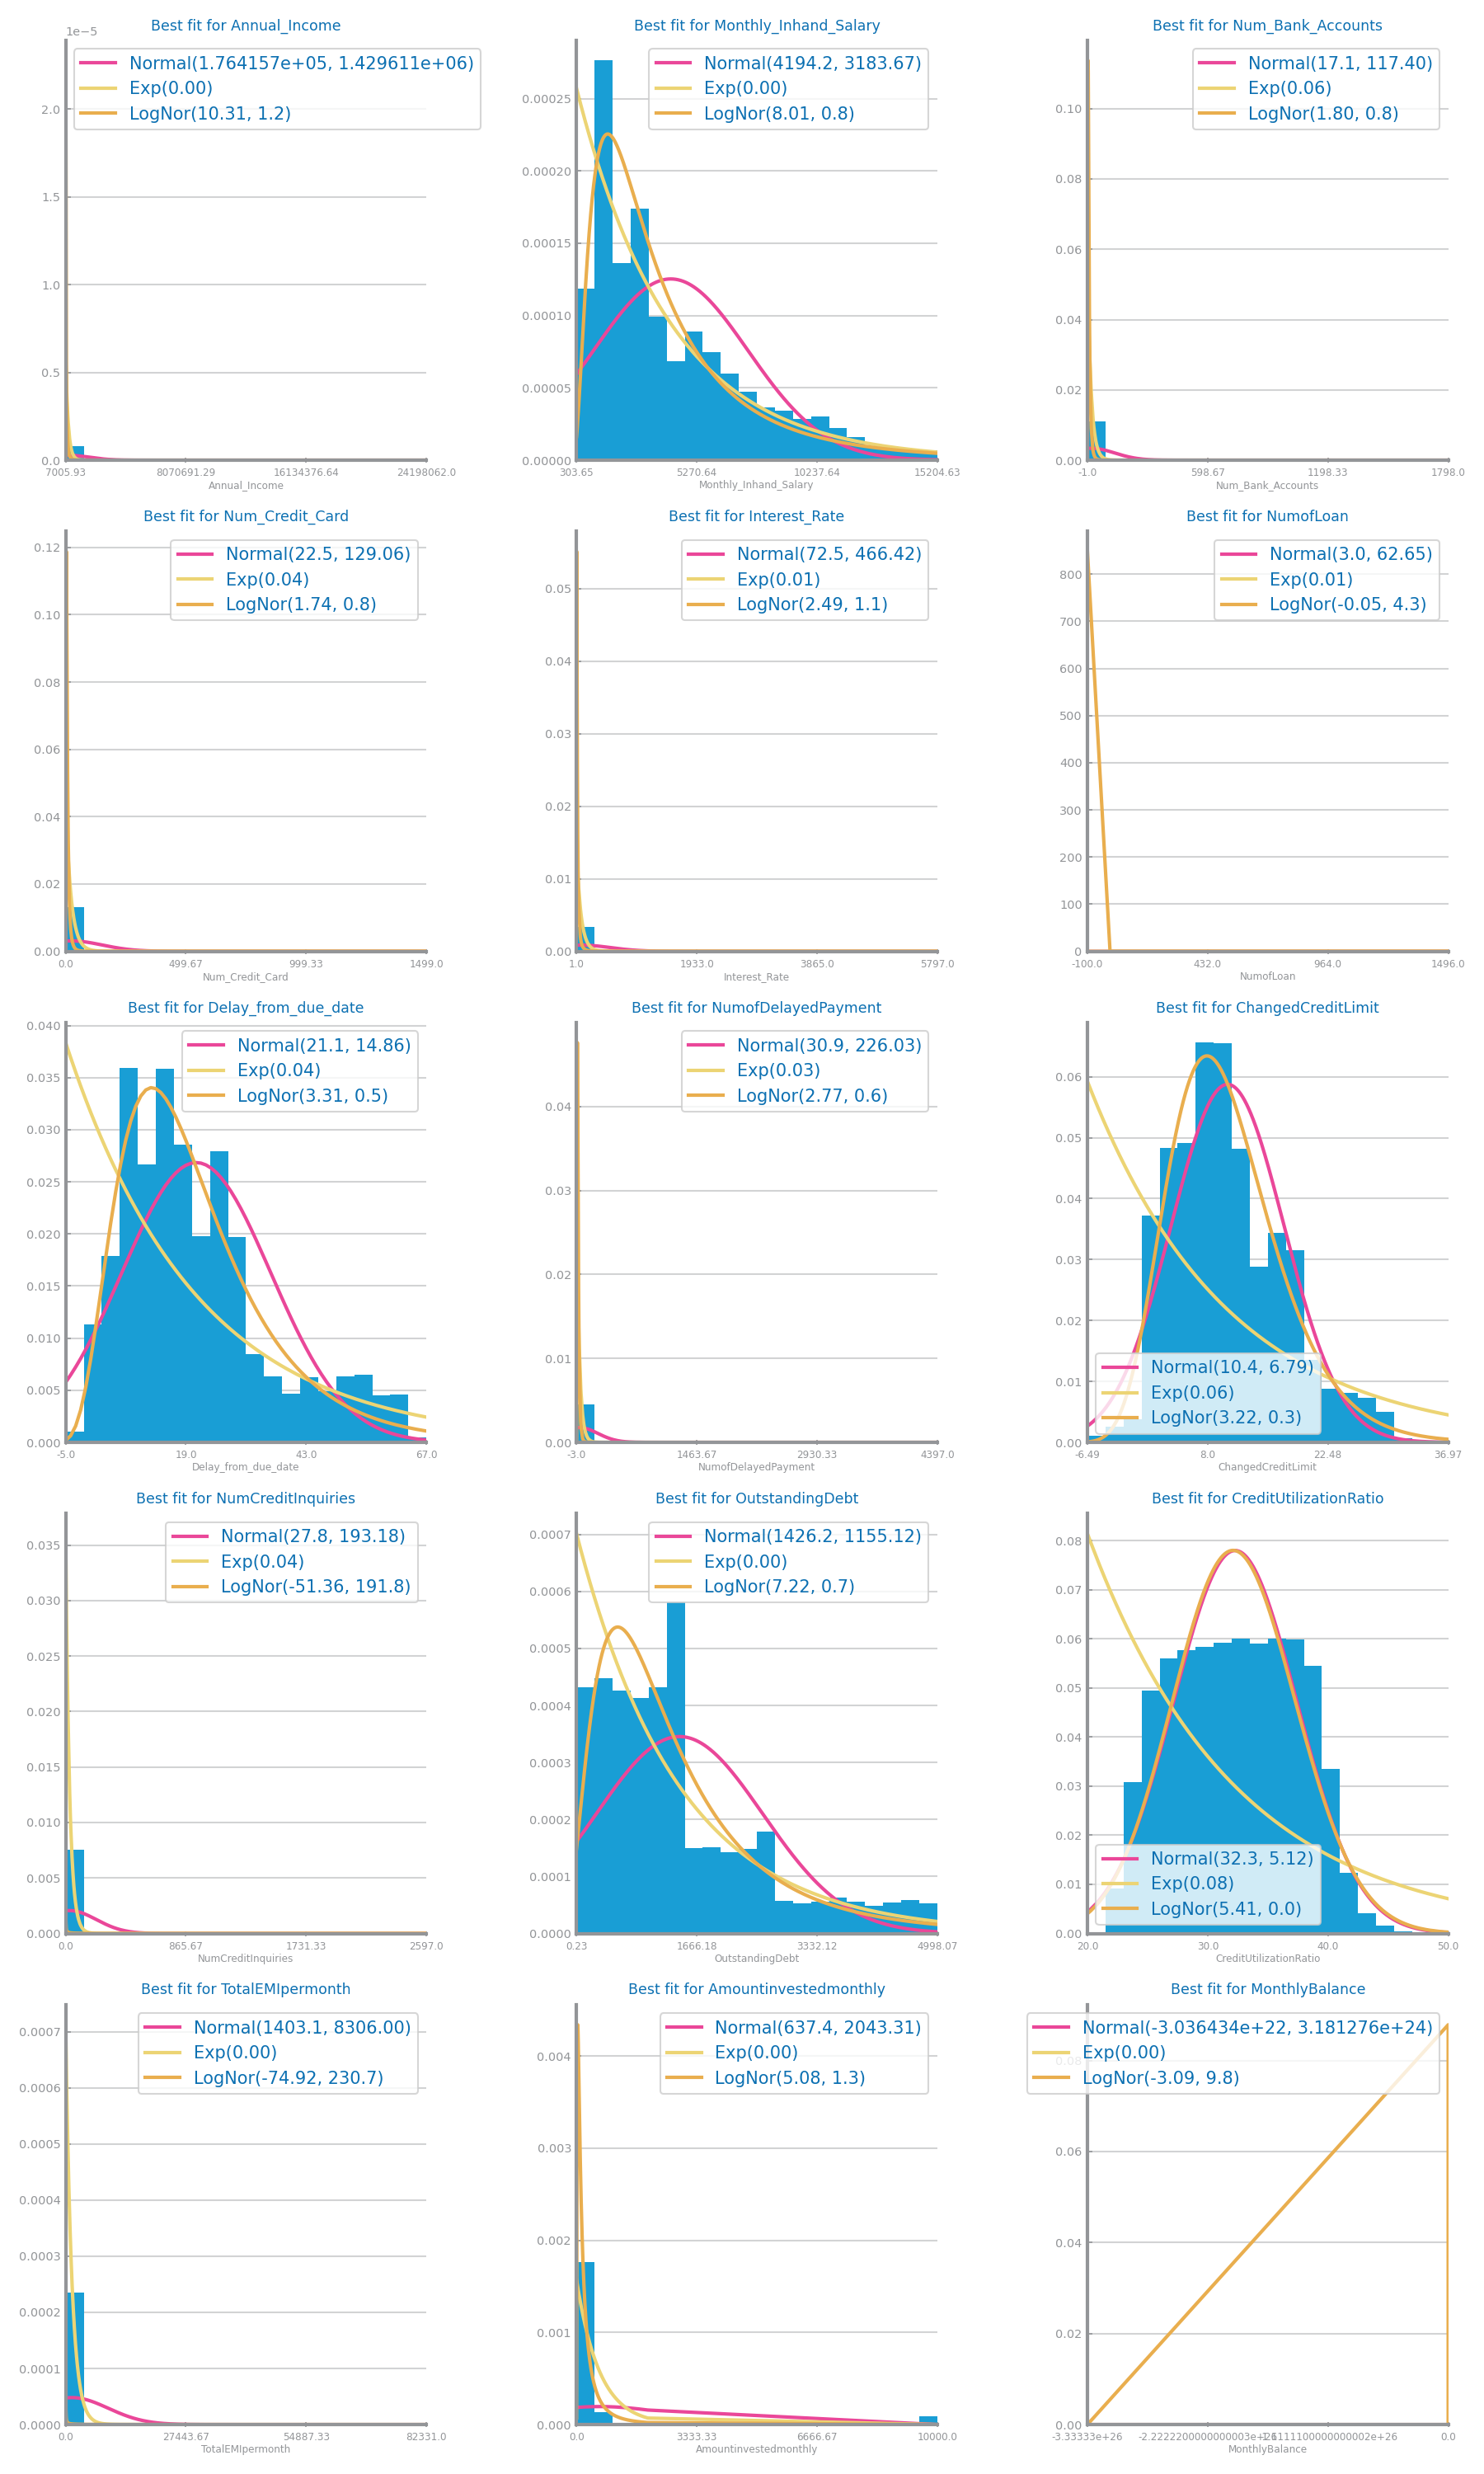 Best fit for Annual_Income
1e−5
Normal(1.764157e+05, 1.429611e+06)
Exp(0.00)
LogNor(10.31, 1.2)
2.0
1.5
1.0
0.5
0.0
7005.93 8070691.29 16134376.64 24198062.0
Annual_Income
Best fit for Monthly_Inhand_Salary
Normal(4194.2, 3183.67)
Exp(0.00)
LogNor(8.01, 0.8)
0.00025
0.00020
0.00015
0.00010
0.00005
0.00000
303.65 5270.64 10237.64 15204.63
Monthly_Inhand_Salary
Best fit for Num_Bank_Accounts
Normal(17.1, 117.40)
Exp(0.06)
LogNor(1.80, 0.8)
0.10
0.08
0.06
0.04
0.02
0.00
-1.0 598.67 1198.33 1798.0
Num_Bank_Accounts
Best fit for Num_Credit_Card
Normal(22.5, 129.06)
Exp(0.04)
LogNor(1.74, 0.8)
0.12
0.10
0.08
0.06
0.04
0.02
0.00
0.0 499.67 999.33 1499.0
Num_Credit_Card
Best fit for Interest_Rate
Normal(72.5, 466.42)
Exp(0.01)
LogNor(2.49, 1.1)
0.05
0.04
0.03
0.02
0.01
0.00
1.0 1933.0 3865.0 5797.0
Interest_Rate
Best fit for NumofLoan
Normal(3.0, 62.65)
Exp(0.01)
LogNor(-0.05, 4.3)
800
700
600
500
400
300
200
100
0
-100.0 432.0 964.0 1496.0
NumofLoan
Best fit for Delay_from_due_date
Normal(21.1, 14.86)
Exp(0.04)
LogNor(3.31, 0.5)
0.040
0.035
0.030
0.025
0.020
0.015
0.010
0.005
0.000
-5.0 19.0 43.0 67.0
Delay_from_due_date
Best fit for NumofDelayedPayment
Normal(30.9, 226.03)
Exp(0.03)
LogNor(2.77, 0.6)
0.04
0.03
0.02
0.01
0.00
-3.0 1463.67 2930.33 4397.0
NumofDelayedPayment
Best fit for ChangedCreditLimit
0.06
0.05
0.04
0.03
0.02
0.01
0.00
Normal(10.4, 6.79)
Exp(0.06)
LogNor(3.22, 0.3)
-6.49 8.0 22.48 36.97
ChangedCreditLimit
Best fit for NumCreditInquiries
Normal(27.8, 193.18)
Exp(0.04)
LogNor(-51.36, 191.8)
0.035
0.030
0.025
0.020
0.015
0.010
0.005
0.000
0.0 865.67 1731.33 2597.0
NumCreditInquiries
Best fit for OutstandingDebt
Normal(1426.2, 1155.12)
Exp(0.00)
LogNor(7.22, 0.7)
0.0007
0.0006
0.0005
0.0004
0.0003
0.0002
0.0001
0.0000
0.23 1666.18 3332.12 4998.07
OutstandingDebt
Best fit for CreditUtilizationRatio
0.08
0.07
0.06
0.05
0.04
0.03
0.02
0.01
0.00
Normal(32.3, 5.12)
Exp(0.08)
LogNor(5.41, 0.0)
20.0 30.0 40.0 50.0
CreditUtilizationRatio
Best fit for TotalEMIpermonth
Normal(1403.1, 8306.00)
Exp(0.00)
LogNor(-74.92, 230.7)
0.0007
0.0006
0.0005
0.0004
0.0003
0.0002
0.0001
0.0000
0.0 27443.67 54887.33 82331.0
TotalEMIpermonth
Best fit for Amountinvestedmonthly
Normal(637.4, 2043.31)
Exp(0.00)
LogNor(5.08, 1.3)
0.004
0.003
0.002
0.001
0.000
0.0 3333.33 6666.67 10000.0
Amountinvestedmonthly
Best fit for MonthlyBalance
Normal(-3.036434e+22, 3.181276e+24)
Exp(0.00)
LogNor(-3.09, 9.8)
0.08
0.06
0.04
0.02
0.00
-3.33333e+26 0.0
MonthlyBalance